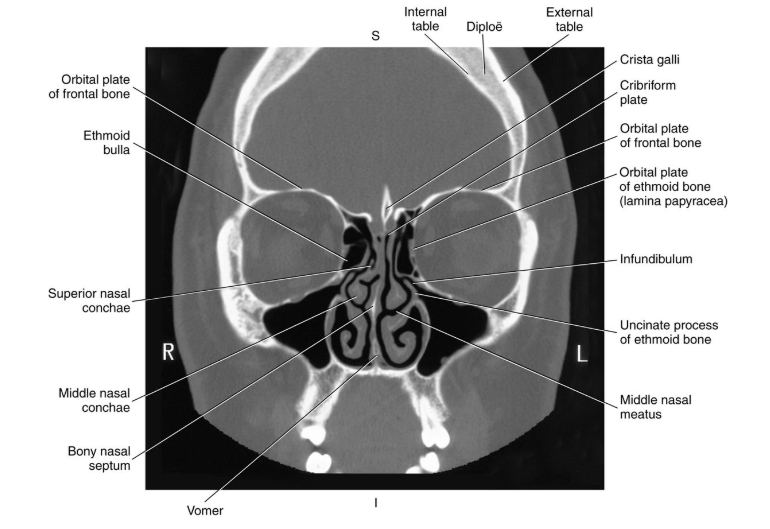 Internal
table
Diploë
External
table
S
Orbital plate
of frontal bone
Ethmoid
bulla
Superior nasal
conchae
R
Middle nasal
conchae
Bony nasal
septum
Vomer
I
Crista galli
Cribriform
plate
Orbital plate
of frontal bone
Orbital plate
of ethmoid bone
(lamina papyracea)
Infundibulum
Uncinate process
of ethmoid bone
L
Middle nasal
meatus